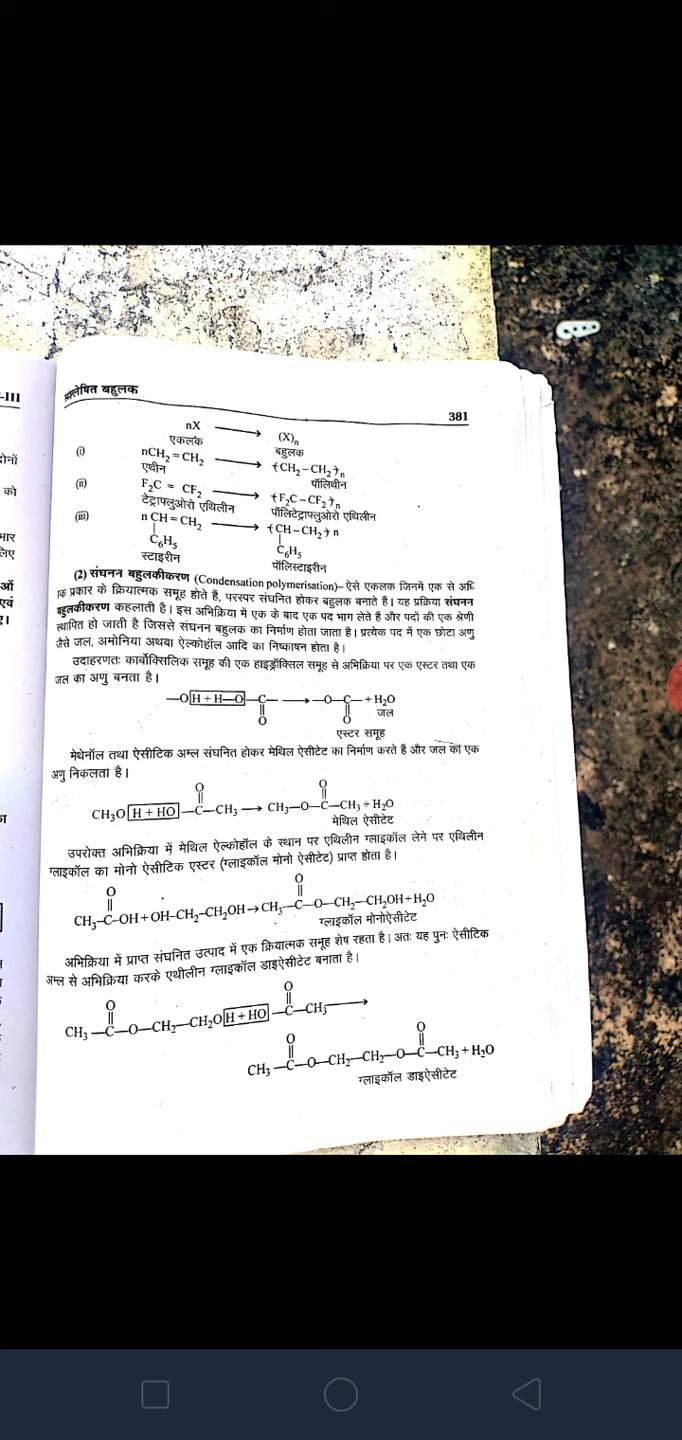 -III
संश्लेषित बहुलक
381
nX ⟶ (X)n
एकलक बहुलक
(i) nCH2 = CH2 ⟶ ⟮CH2 – CH2⟯n
एथीन पॉलिथीन
(ii) F2C = CF2 ⟶ ⟮F2C – CF2⟯n
टेट्राफ्लुओरो एथिलीन पॉलिटेट्राफ्लुओरो एथिलीन
(iii) n CH = CH2 ⟶ ⟮CH – CH2⟯ n
C6H5 C6H5
स्टाइरीन पॉलिस्टाइरीन
(2) संघनन बहुलकीकरण (Condensation polymerisation)– ऐसे एकलक जिनमें एक से अधि
क प्रकार के क्रियात्मक समूह होते हैं, परस्पर संघनित होकर बहुलक बनाते हैं। यह प्रक्रिया संघनन
बहुलकीकरण कहलाती है। इस अभिक्रिया में एक के बाद एक पद भाग लेते हैं और पदों की एक श्रेणी
स्थापित हो जाती है जिससे संघनन बहुलक का निर्माण होता जाता है। प्रत्येक पद में एक छोटा अणु
जैसे जल, अमोनिया अथवा ऐल्कोहॉल आदि का निष्काषन होता है।
उदाहरणतः कार्बोक्सिलिक समूह की एक हाइड्रॉक्सिल समूह से अभिक्रिया पर एक एस्टर तथा एक
जल का अणु बनता है।
—O H + H—O —C— ⟶ —O—C— + H2O
O O जल
एस्टर समूह
मेथेनॉल तथा ऐसीटिक अम्ल संघनित होकर मेथिल ऐसीटेट का निर्माण करते हैं और जल का एक
अणु निकलता है।
O O
CH3O H + HO —C—CH3 ⟶ CH3—O—C—CH3 + H2O
मेथिल ऐसीटेट
उपरोक्त अभिक्रिया में मेथिल ऐल्कोहॉल के स्थान पर एथिलीन ग्लाइकॉल लेने पर एथिलीन
ग्लाइकॉल का मोनो ऐसीटिक एस्टर (ग्लाइकॉल मोनो ऐसीटेट) प्राप्त होता है।
O O
CH3—C—OH + OH–CH2–CH2OH → CH3—C—O—CH2—CH2OH + H2O
ग्लाइकॉल मोनोऐसीटेट
अभिक्रिया में प्राप्त संघनित उत्पाद में एक क्रियात्मक समूह शेष रहता है। अतः यह पुनः ऐसीटिक
अम्ल से अभिक्रिया करके एथीलीन ग्लाइकॉल डाइऐसीटेट बनाता है।
O O
CH3 —C—O—CH2—CH2O H + HO —C—CH3 ⟶
O O
CH3 —C—O—CH2—CH2—O—C—CH3 + H2O
ग्लाइकॉल डाइऐसीटेट